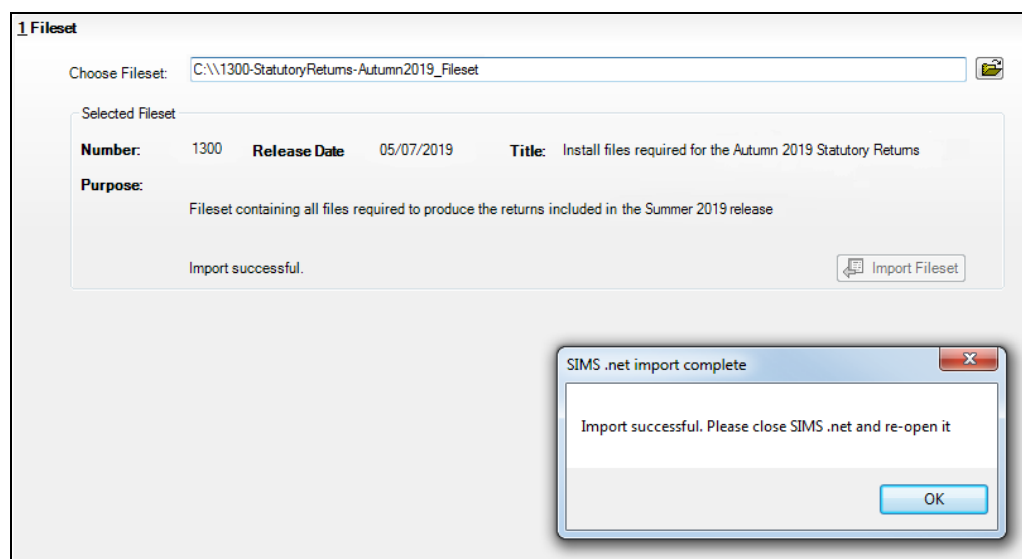 1 Fileset
Choose Fileset: C:\\1300-StatutoryReturns-Autumn2019_Fileset
Selected Fileset
Number: 1300 Release Date 05/07/2019 Title: Install files required for the Autumn 2019 Statutory Returns
Purpose:
Fileset containing all files required to produce the returns included in the Summer 2019 release
Import successful. Import Fileset
SIMS .net import complete
Import successful. Please close SIMS .net and re-open it
OK